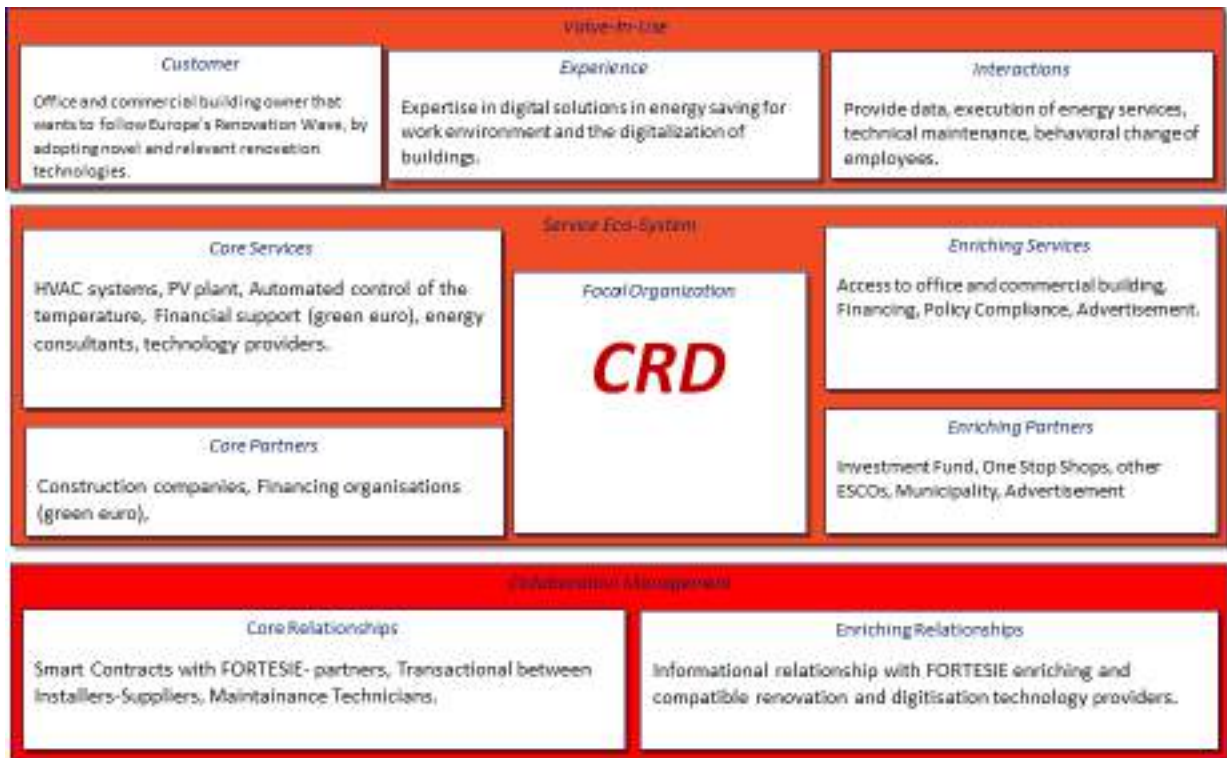 Value-In-Use
Customer
Office and commercial building owner that
wants to follow Europe's Renovation Wave, by
adopting novel and relevant renovation
technologies.
Experience
Expertise in digital solutions in energy saving for
work environment and the digitalization of
buildings.
Interactions
Provide data, execution of energy services,
technical maintenance, behavioral change of
employees.
Service Eco-System
Core Services
HVAC systems, PV plant, Automated control of the
temperature, Financial support (green euro), energy
consultants, technology providers.
Focal Organization
CRD
Enriching Services
Access to office and commercial building,
Financing, Policy Compliance, Advertisement.
Core Partners
Construction companies, Financing organisations
(green euro),
Enriching Partners
Investment Fund, One Stop Shops, other
ESCOs, Municipality, Advertisement
Collaboration Management
Core Relationships
Smart Contracts with FORTESIE- partners, Transactional between
Installers-Suppliers, Maintainance Technicians.
Enriching Relationships
Informational relationship with FORTESIE enriching and
compatible renovation and digitisation technology providers.